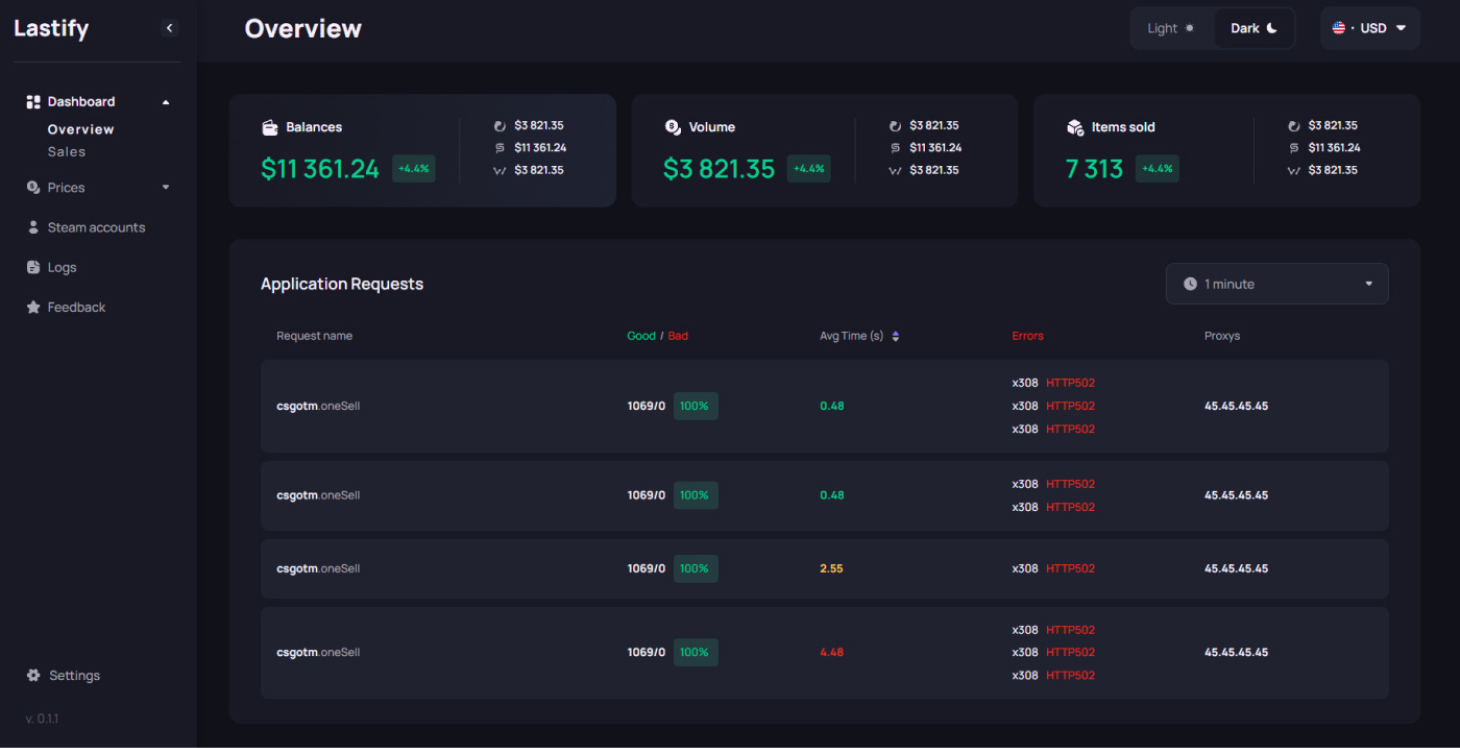 Lastify
Overview
Light
Dark
· USD
Dashboard
Overview
Sales
Prices
Steam accounts
Logs
Feedback
Settings
v. 0.1.1
Balances
$11 361.24 +4.4%
$3 821.35
$11 361.24
$3 821.35
Volume
$3 821.35 +4.4%
$3 821.35
$11 361.24
$3 821.35
Items sold
7 313 +4.4%
$3 821.35
$11 361.24
$3 821.35
Application Requests
1 minute
Request name Good / Bad Avg Time (s) Errors Proxys
csgotm.oneSell 1069/0 100% 0.48
x308 HTTP502
x308 HTTP502
x308 HTTP502
45.45.45.45
csgotm.oneSell 1069/0 100% 0.48
x308 HTTP502
x308 HTTP502
45.45.45.45
csgotm.oneSell 1069/0 100% 2.55
x308 HTTP502
45.45.45.45
csgotm.oneSell 1069/0 100% 4.48
x308 HTTP502
x308 HTTP502
x308 HTTP502
45.45.45.45